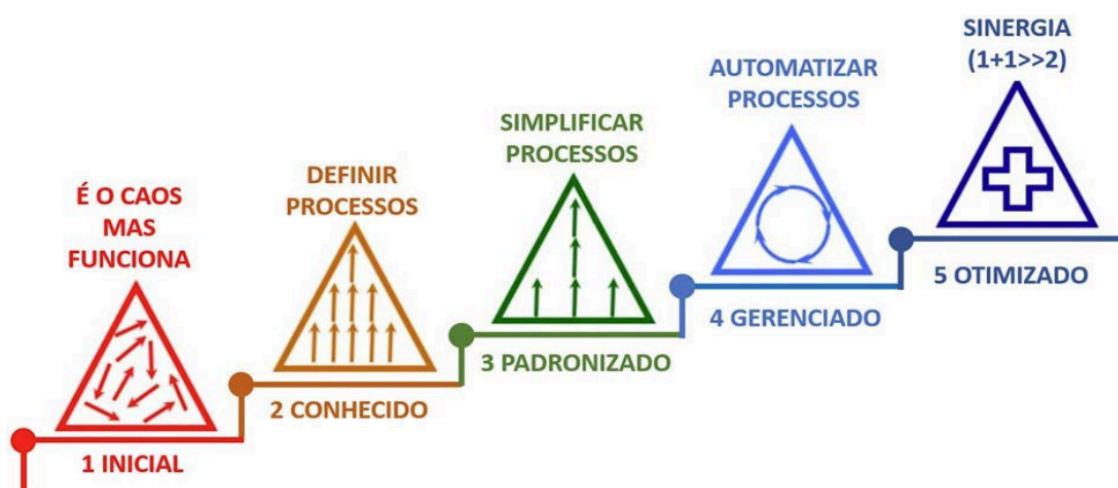 É O CAOS
MAS
FUNCIONA
1 INICIAL
DEFINIR
PROCESSOS
2 CONHECIDO
SIMPLIFICAR
PROCESSOS
3 PADRONIZADO
AUTOMATIZAR
PROCESSOS
4 GERENCIADO
SINERGIA
(1+1>>2)
5 OTIMIZADO